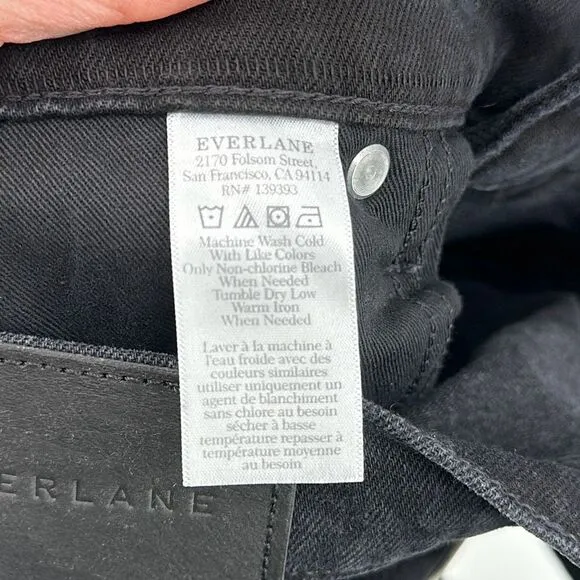 EVERLANE
2170 Folsom Street,
San Francisco, CA 94114
RN# 139393
Machine Wash Cold
With Like Colors
Only Non-chlorine Bleach
When Needed
Tumble Dry Low
Warm Iron
When Needed
Laver à la machine à
l'eau froide avec des
couleurs similaires
utiliser uniquement un
agent de blanchiment
sans chlore au besoin
sécher à basse
température repasser à
température moyenne
au besoin
ERLANE